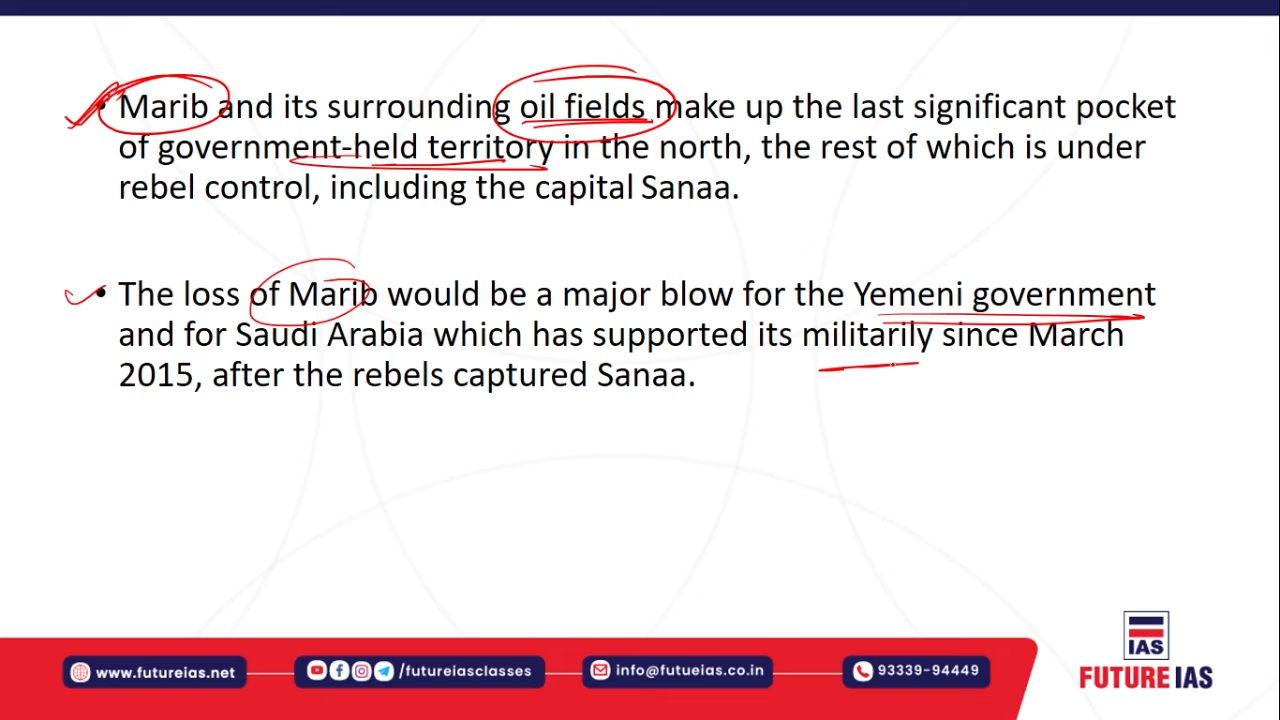 • Marib and its surrounding oil fields make up the last significant pocket
of government-held territory in the north, the rest of which is under
rebel control, including the capital Sanaa.
• The loss of Marib would be a major blow for the Yemeni government
and for Saudi Arabia which has supported its militarily since March
2015, after the rebels captured Sanaa.
IAS
www.futureias.net
/futureiasclasses
info@futueias.co.in
93339-94449
FUTURE IAS